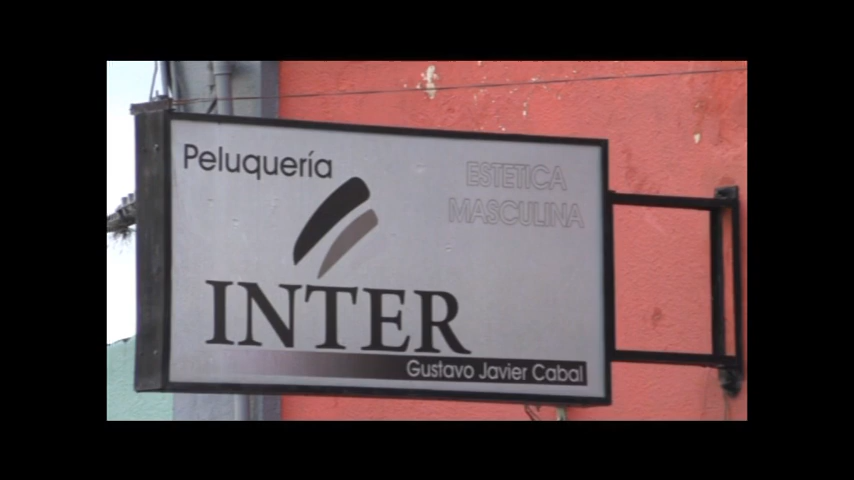 Peluquería
ESTETICA
MASCULINA
INTER
Gustavo Javier Cabal